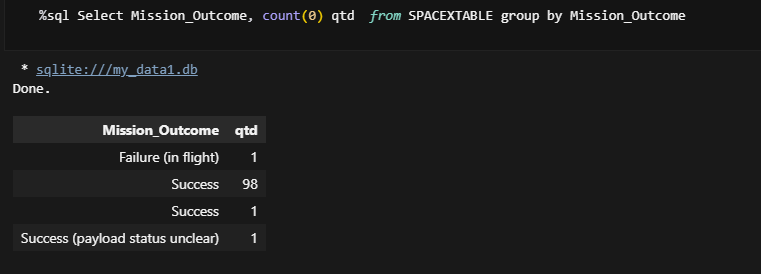 %sql Select Mission_Outcome, count(0) qtd  from SPACEXTABLE group by Mission_Outcome
* sqlite:///my_data1.db
Done.
Mission_Outcome qtd
Failure (in flight) 1
Success 98
Success 1
Success (payload status unclear) 1